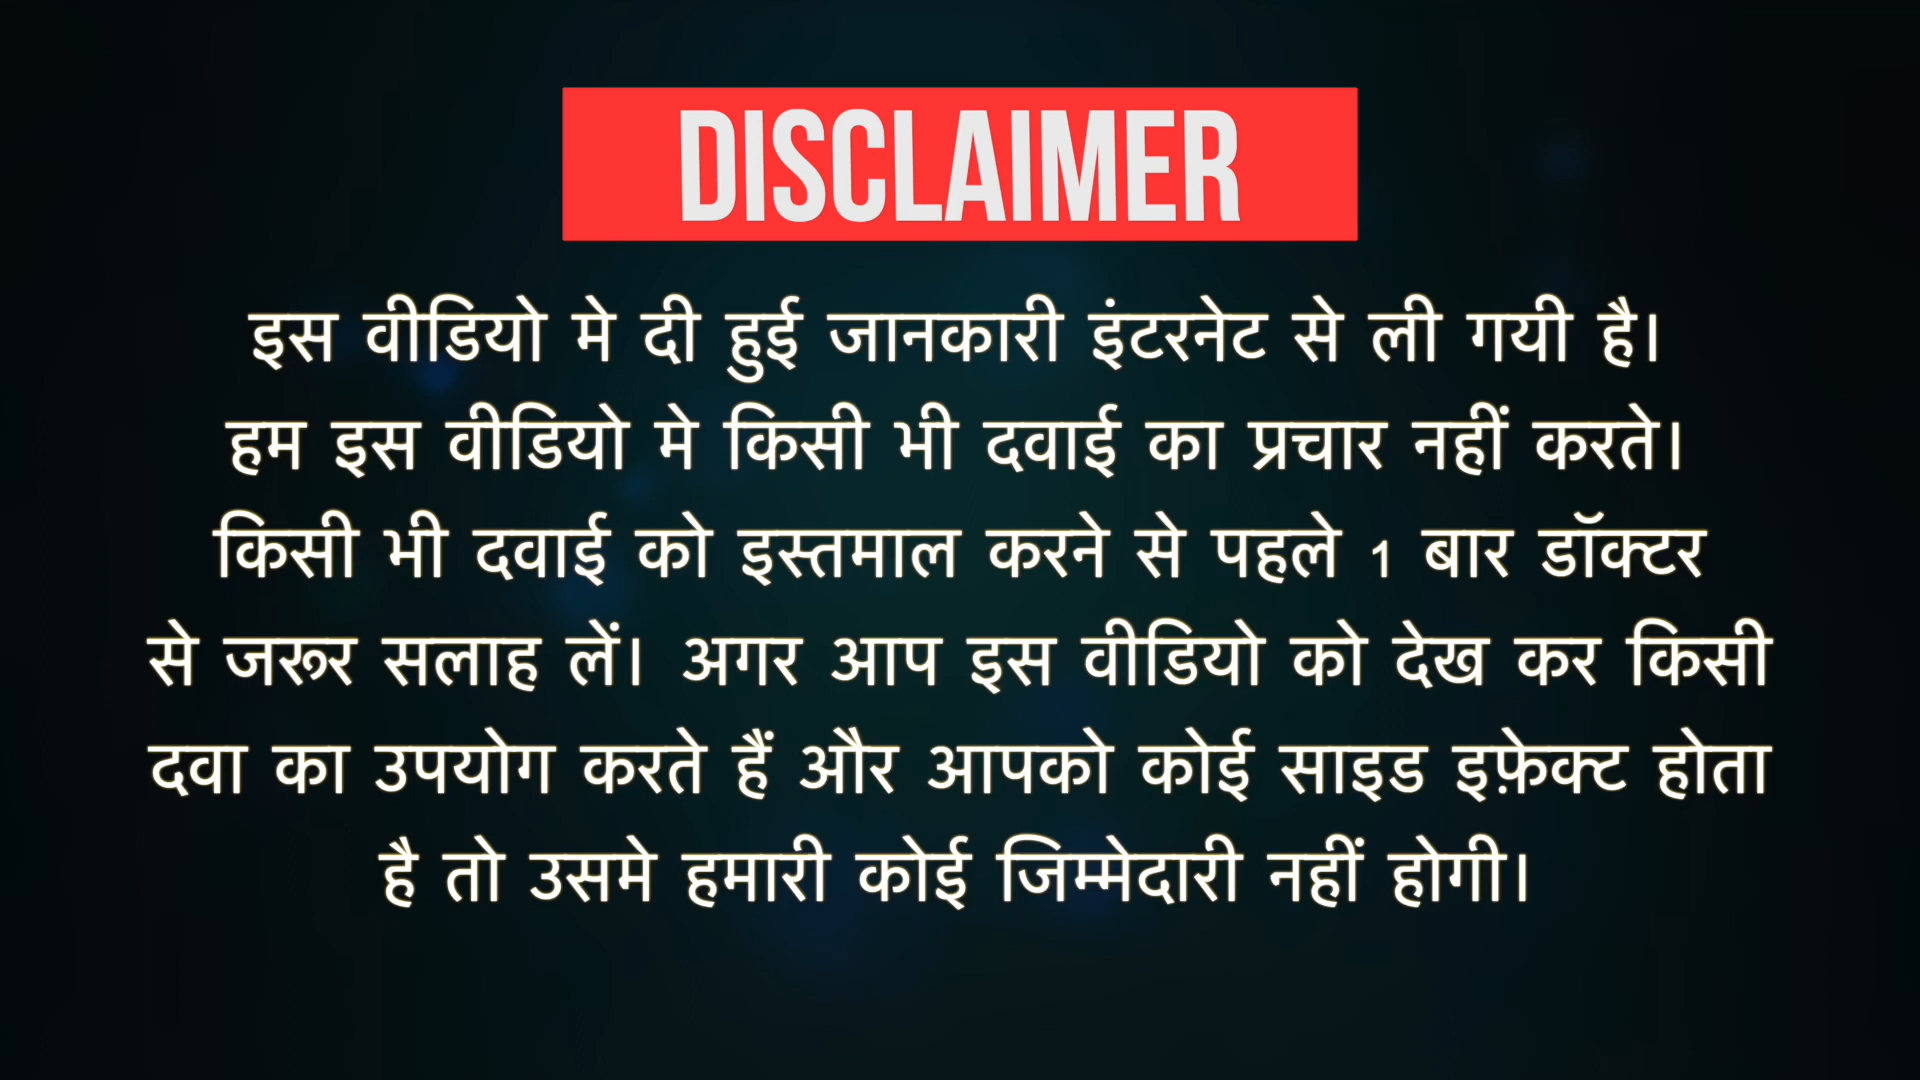 DISCLAIMER
इस वीडियो मे दी हुई जानकारी इंटरनेट से ली गयी है।
हम इस वीडियो मे किसी भी दवाई का प्रचार नहीं करते।
किसी भी दवाई को इस्तमाल करने से पहले 1 बार डॉक्टर
से जरूर सलाह लें। अगर आप इस वीडियो को देख कर किसी
दवा का उपयोग करते हैं और आपको कोई साइड इफ़ेक्ट होता
है तो उसमे हमारी कोई जिम्मेदारी नहीं होगी।